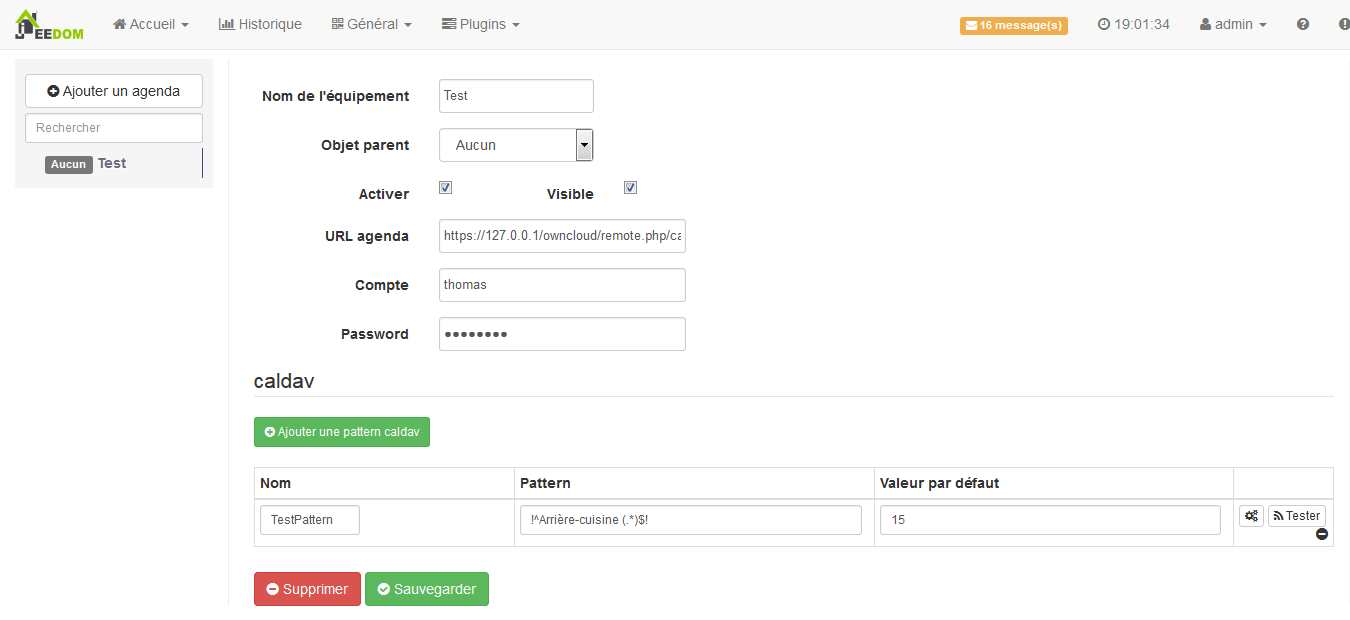 JEEDOM Accueil Historique Général Plugins 16 message(s) 19:01:34 admin
Ajouter un agenda
Rechercher
Aucun Test
Nom de l'équipement Test
Objet parent Aucun
Activer Visible
URL agenda https://127.0.0.1/owncloud/remote.php/ca
Compte thomas
Password ••••••••
caldav
Ajouter une pattern caldav
Nom Pattern Valeur par défaut
TestPattern !^Arrière-cuisine (.*)$! 15 Tester
Supprimer Sauvegarder